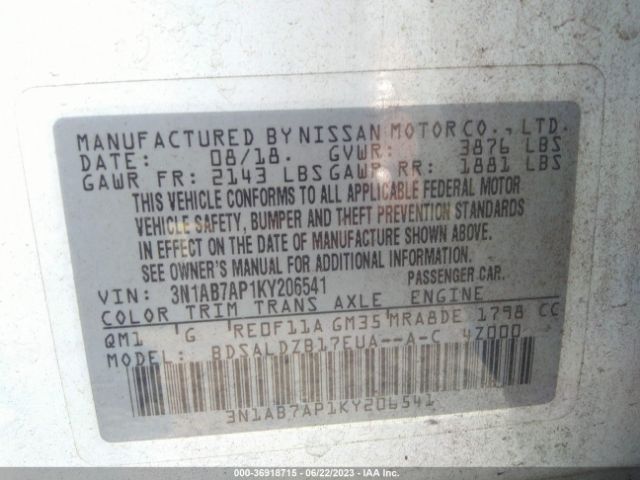 MANUFACTURED BY NISSAN MOTOR CO., LTD.
DATE: 08/18. GVWR: 3876 LBS
GAWR FR: 2143 LBS GAWR RR: 1881 LBS
THIS VEHICLE CONFORMS TO ALL APPLICABLE FEDERAL MOTOR
VEHICLE SAFETY, BUMPER AND THEFT PREVENTION STANDARDS
IN EFFECT ON THE DATE OF MANUFACTURE SHOWN ABOVE.
SEE OWNER'S MANUAL FOR ADDITIONAL INFORMATION.
VIN: 3N1AB7AP1KY206541 PASSENGER CAR.
COLOR TRIM TRANS AXLE ENGINE
QM1 G RE0F11A GM35 MRA8DE 1798 CC
MODEL: BDSALDZB17EUA--A-C 4Z000
3N1AB7AP1KY206541
000-36918715 - 06/22/2023 - IAA Inc.